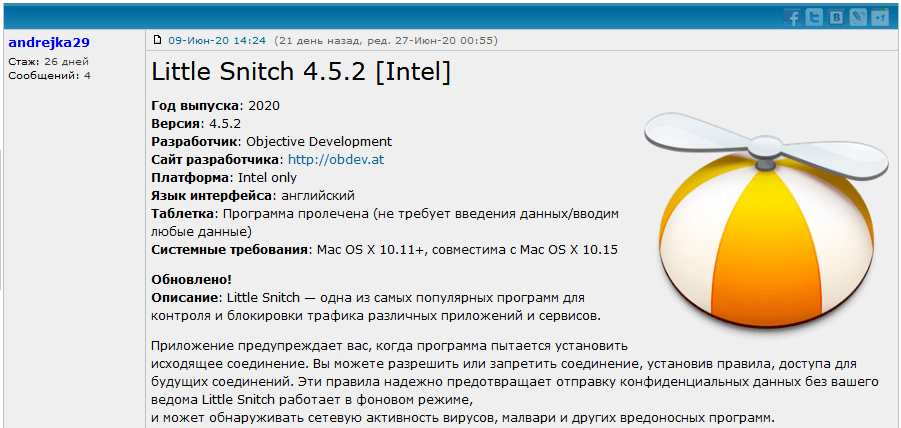 andrejka29
Стаж: 26 дней
Сообщений: 4
09-Июн-20 14:24 (21 день назад, ред. 27-Июн-20 00:55)
Little Snitch 4.5.2 [Intel]
Год выпуска: 2020
Версия: 4.5.2
Разработчик: Objective Development
Сайт разработчика: http://obdev.at
Платформа: Intel only
Язык интерфейса: английский
Таблетка: Программа пролечена (не требует введения данных/вводим
любые данные)
Системные требования: Mac OS X 10.11+, совместима с Mac OS X 10.15
Обновлено!
Описание: Little Snitch — одна из самых популярных программ для
контроля и блокировки трафика различных приложений и сервисов.
Приложение предупреждает вас, когда программа пытается установить
исходящее соединение. Вы можете разрешить или запретить соединение, установив правила, доступа для
будущих соединений. Эти правила надежно предотвращает отправку конфиденциальных данных без вашего
ведома Little Snitch работает в фоновом режиме,
и может обнаруживать сетевую активность вирусов, малвари и других вредоносных программ.